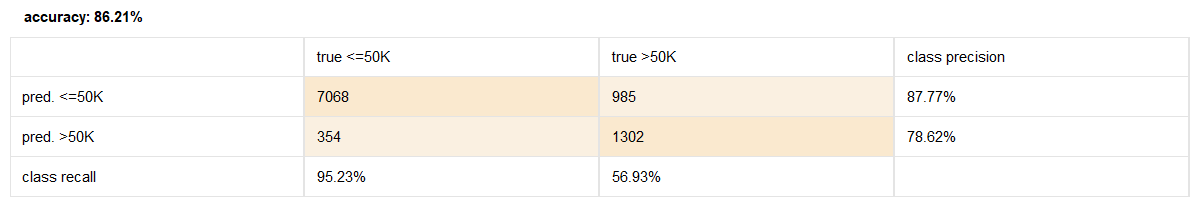 accuracy: 86.21%
true <=50K true >50K class precision
pred. <=50K 7068 985 87.77%
pred. >50K 354 1302 78.62%
class recall 95.23% 56.93%